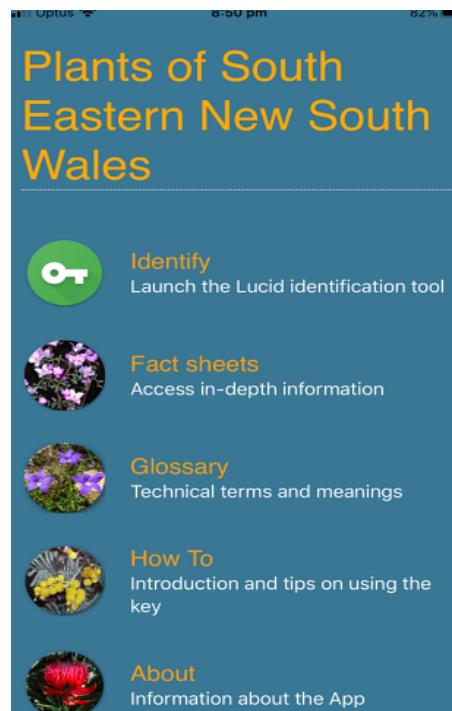 Optus 8:50 pm 82%
Plants of South
Eastern New South
Wales
Identify
Launch the Lucid identification tool
Fact sheets
Access in-depth information
Glossary
Technical terms and meanings
How To
Introduction and tips on using the
key
About
Information about the App